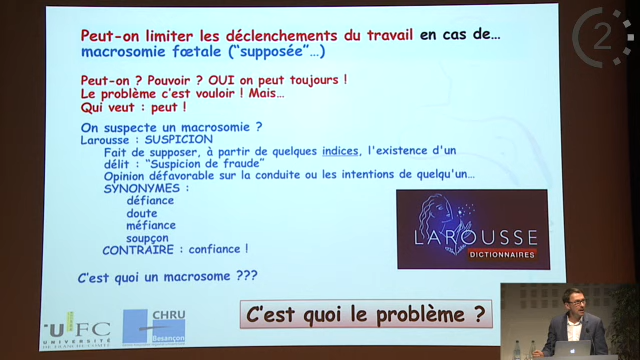 Peut-on limiter les déclenchements du travail en cas de…
macrosomie fœtale ("supposée"…)
Peut-on ? Pouvoir ? OUI on peut toujours !
Le problème c'est vouloir ! Mais…
Qui veut : peut !
On suspecte un macrosomie ?
Larousse : SUSPICION
Fait de supposer, à partir de quelques indices, l'existence d'un
délit : "Suspicion de fraude"
Opinion défavorable sur la conduite ou les intentions de quelqu'un…
SYNONYMES :
défiance
doute
méfiance
soupçon
CONTRAIRE : confiance !
LAROUSSE
DICTIONNAIRES
C'est quoi un macrosome ???
C'est quoi le problème ?
UFC
UNIVERSITÉ
DE FRANCHE-COMTÉ
CHRU
Besançon
2